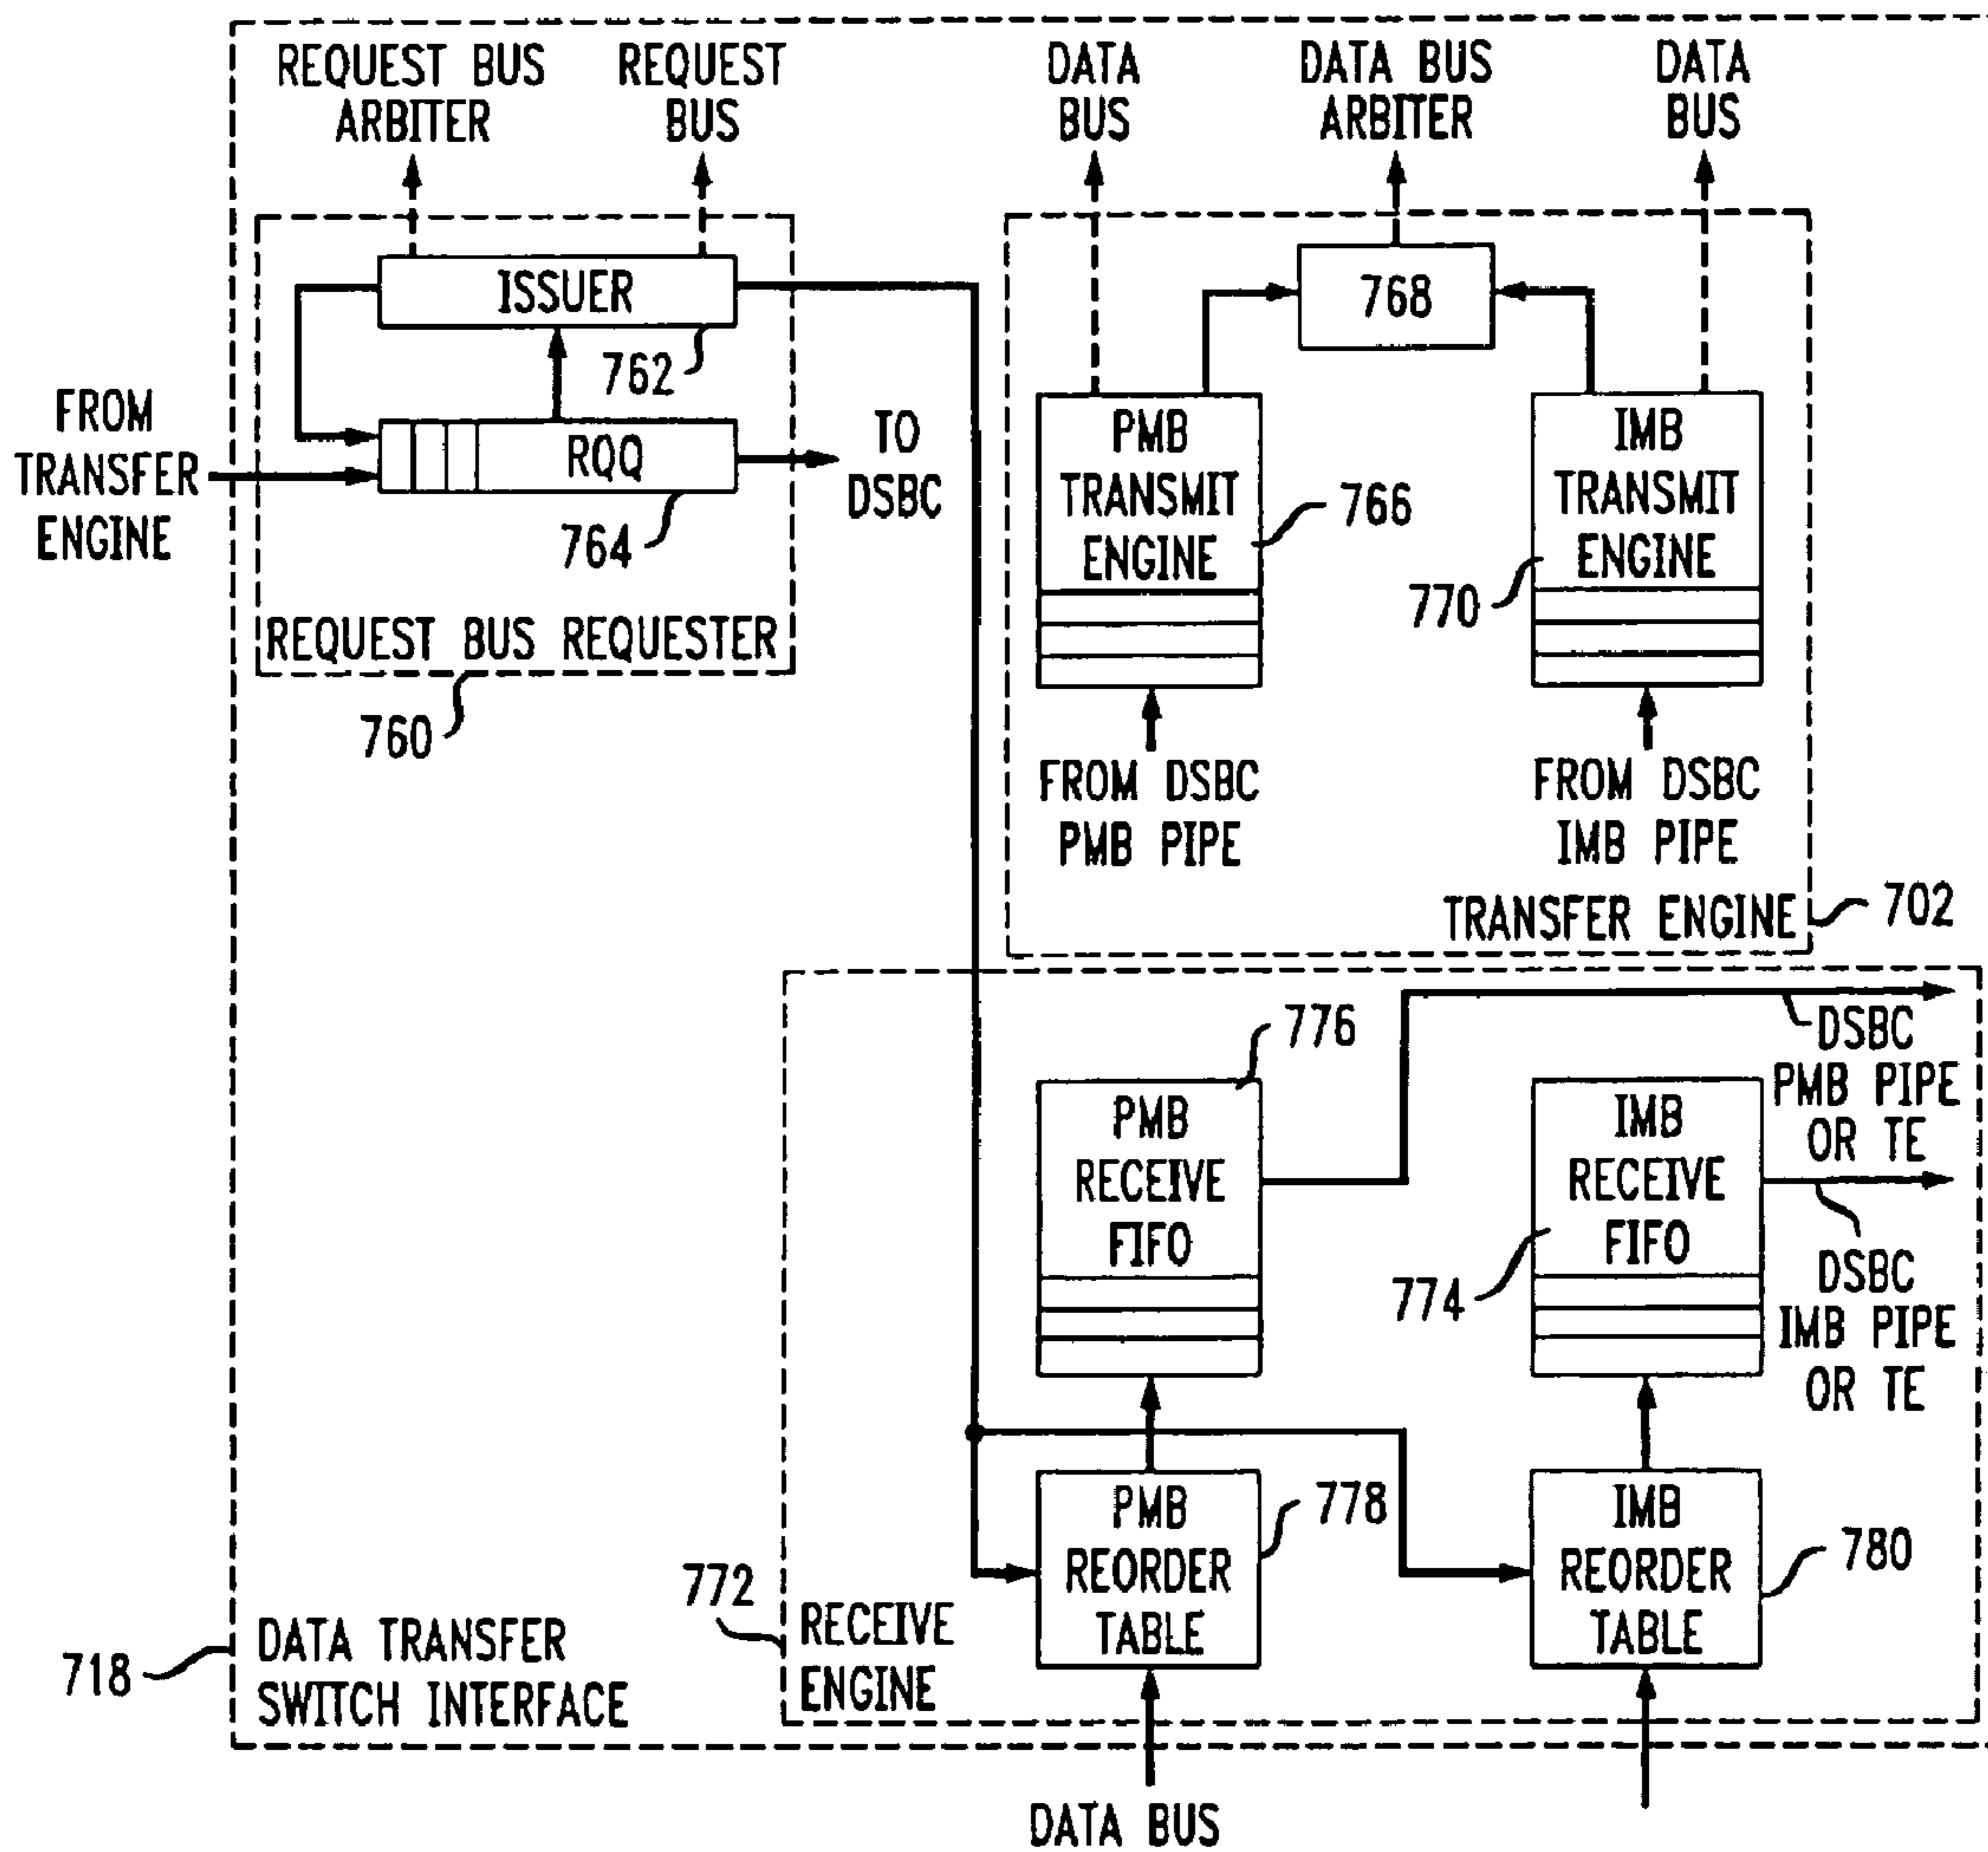 REQUEST BUS
ARBITER
REQUEST
BUS
DATA
BUS
DATA BUS
ARBITER
DATA
BUS
ISSUER
762
FROM
TRANSFER
ENGINE
RQQ
764
TO
DSBC
REQUEST BUS REQUESTER
760
768
PMB
TRANSMIT
ENGINE
766
IMB
TRANSMIT
ENGINE
770
FROM DSBC
PMB PIPE
FROM DSBC
IMB PIPE
TRANSFER ENGINE
702
776
PMB
RECEIVE
FIFO
IMB
RECEIVE
FIFO
774
DSBC
PMB PIPE
OR TE
DSBC
IMB PIPE
OR TE
PMB
REORDER
TABLE
778
IMB
REORDER
TABLE
780
772
RECEIVE
ENGINE
718
DATA TRANSFER
SWITCH INTERFACE
DATA BUS